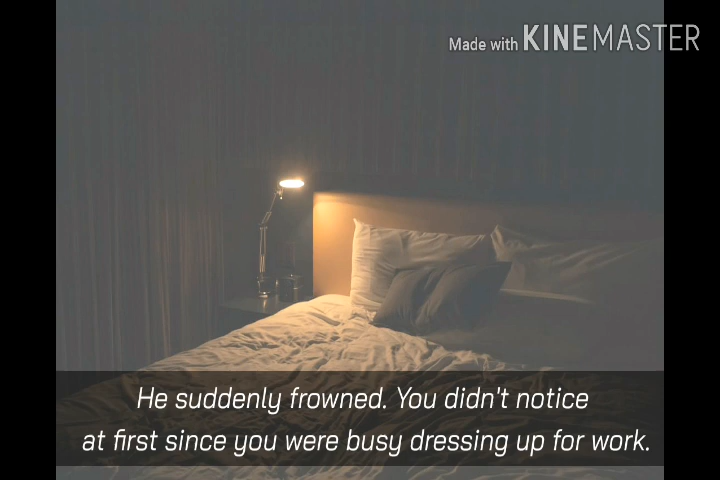 Made with KINEMASTER
He suddenly frowned. You didn't notice
at first since you were busy dressing up for work.